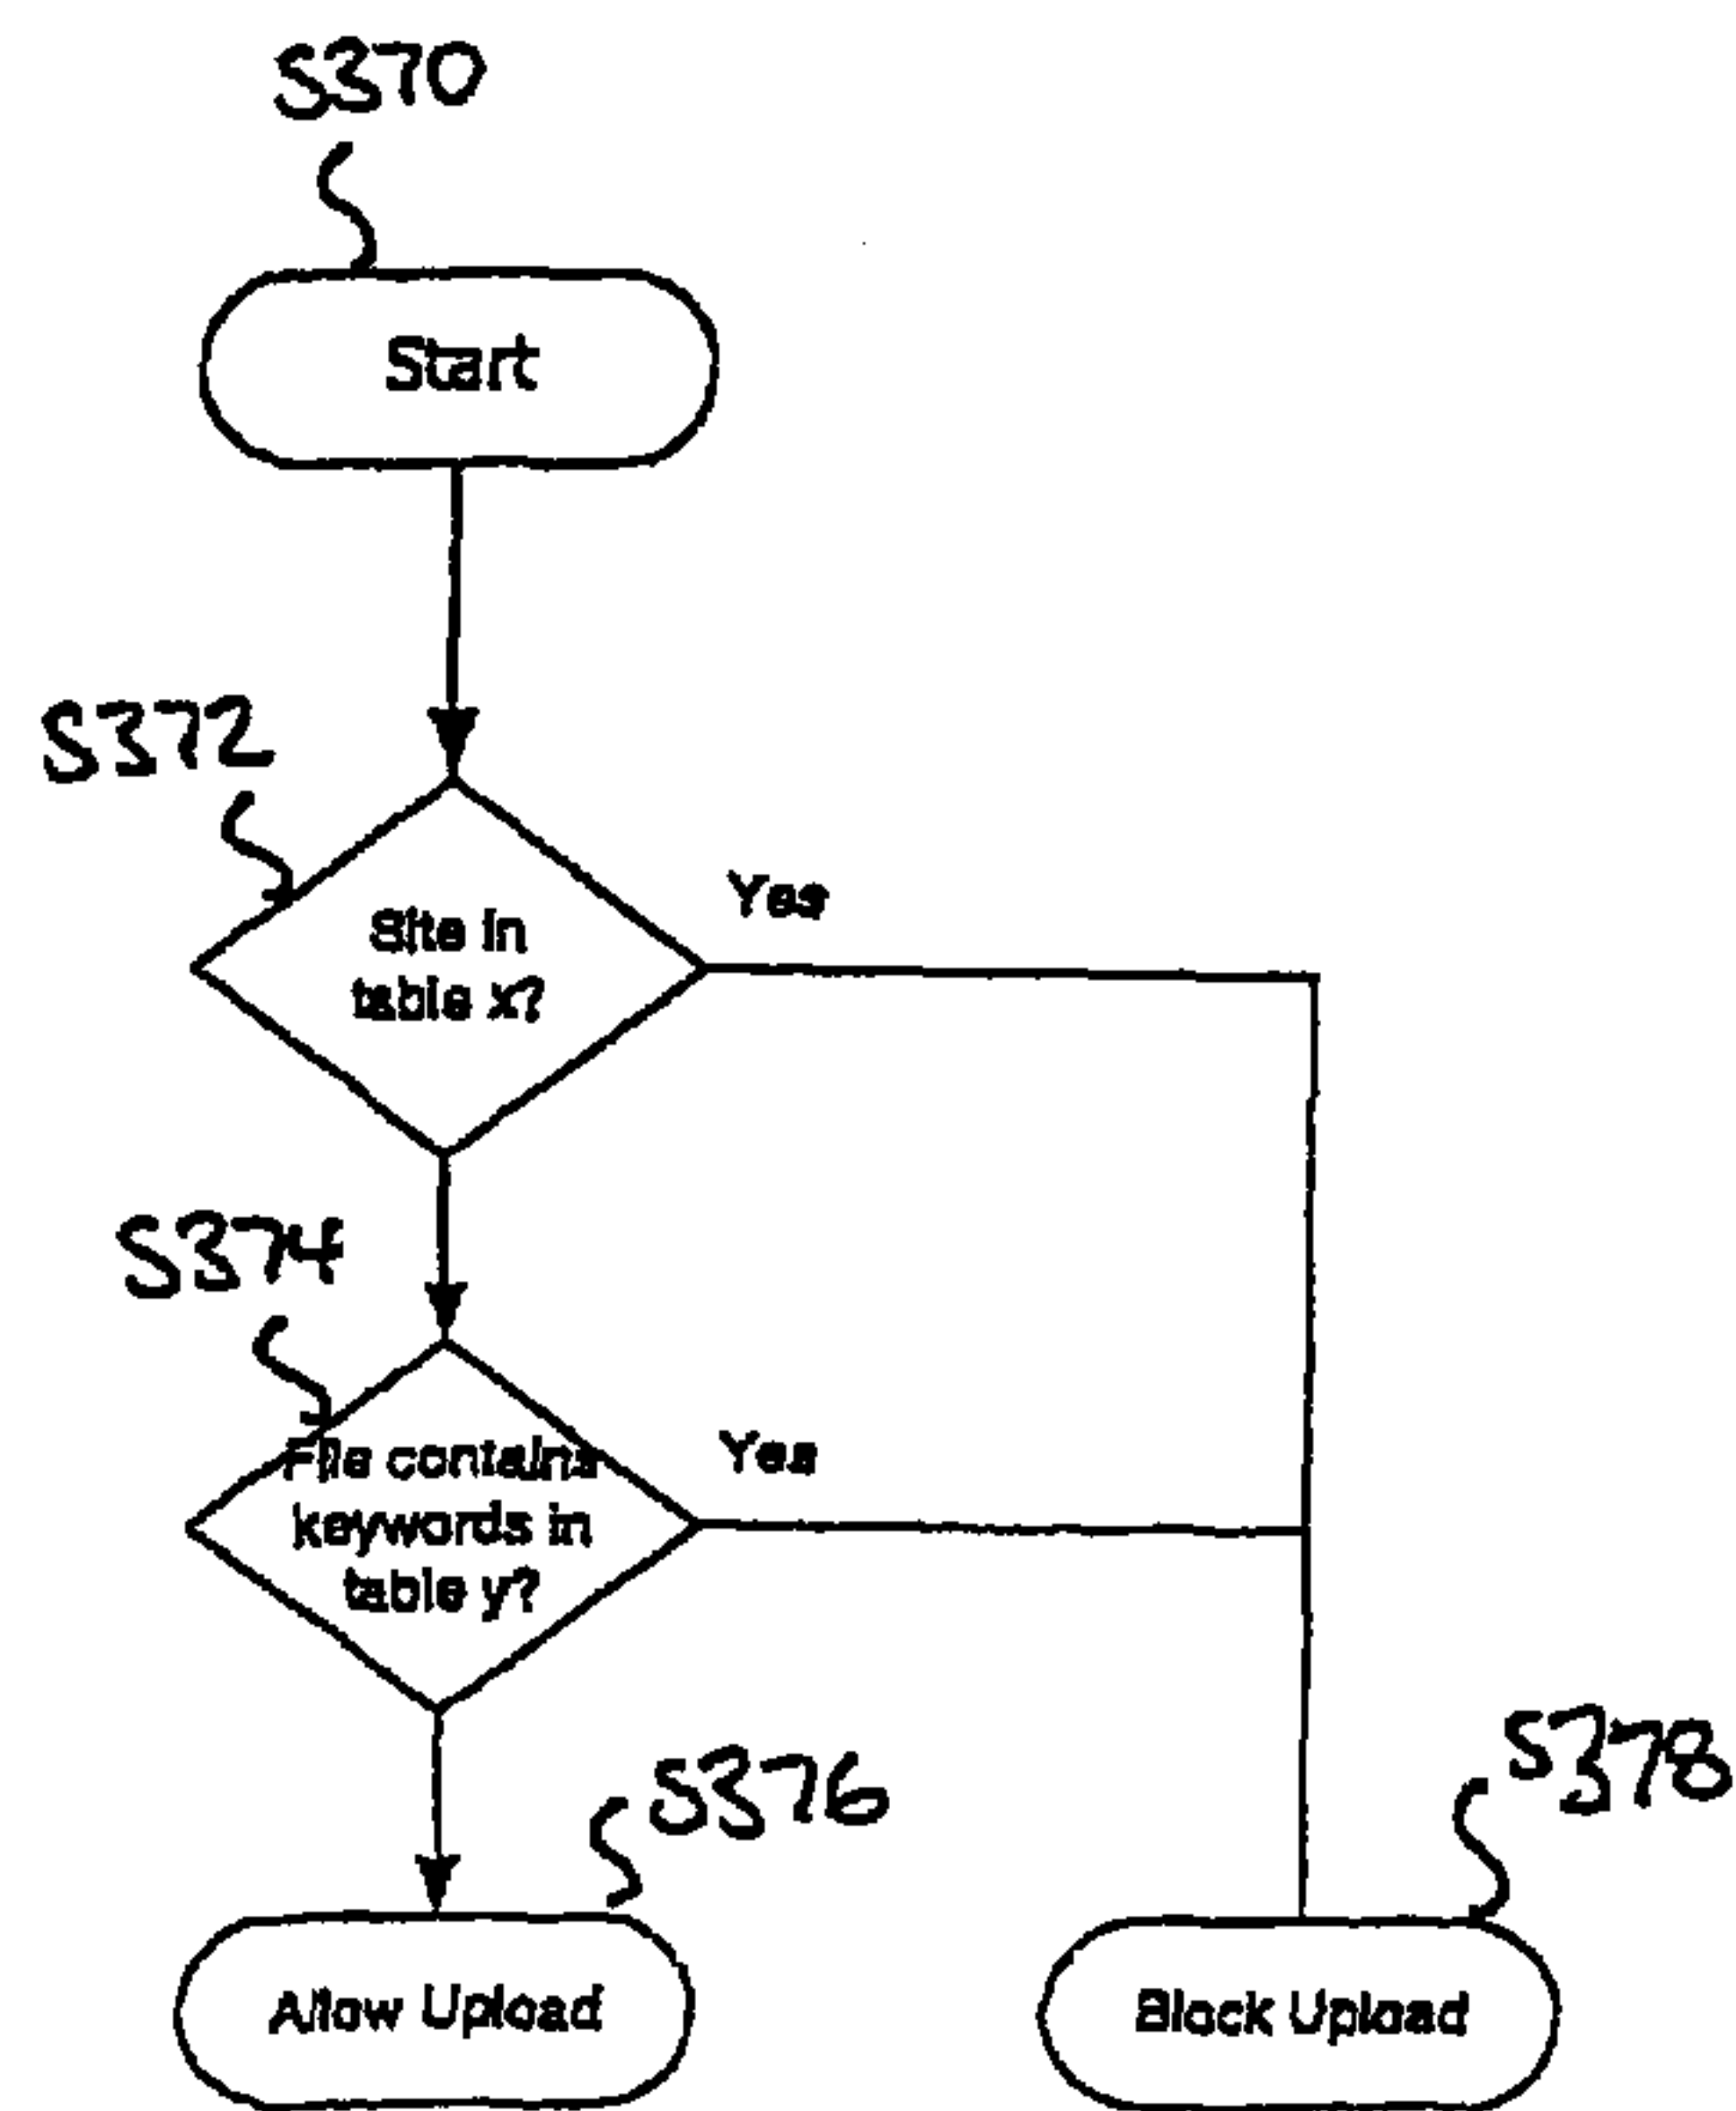 S370
Start
S372
Site in
table x?
Yes
S374
File contains
keywords in
table y?
Yes
S376
S378
Allow Upload
Block Upload